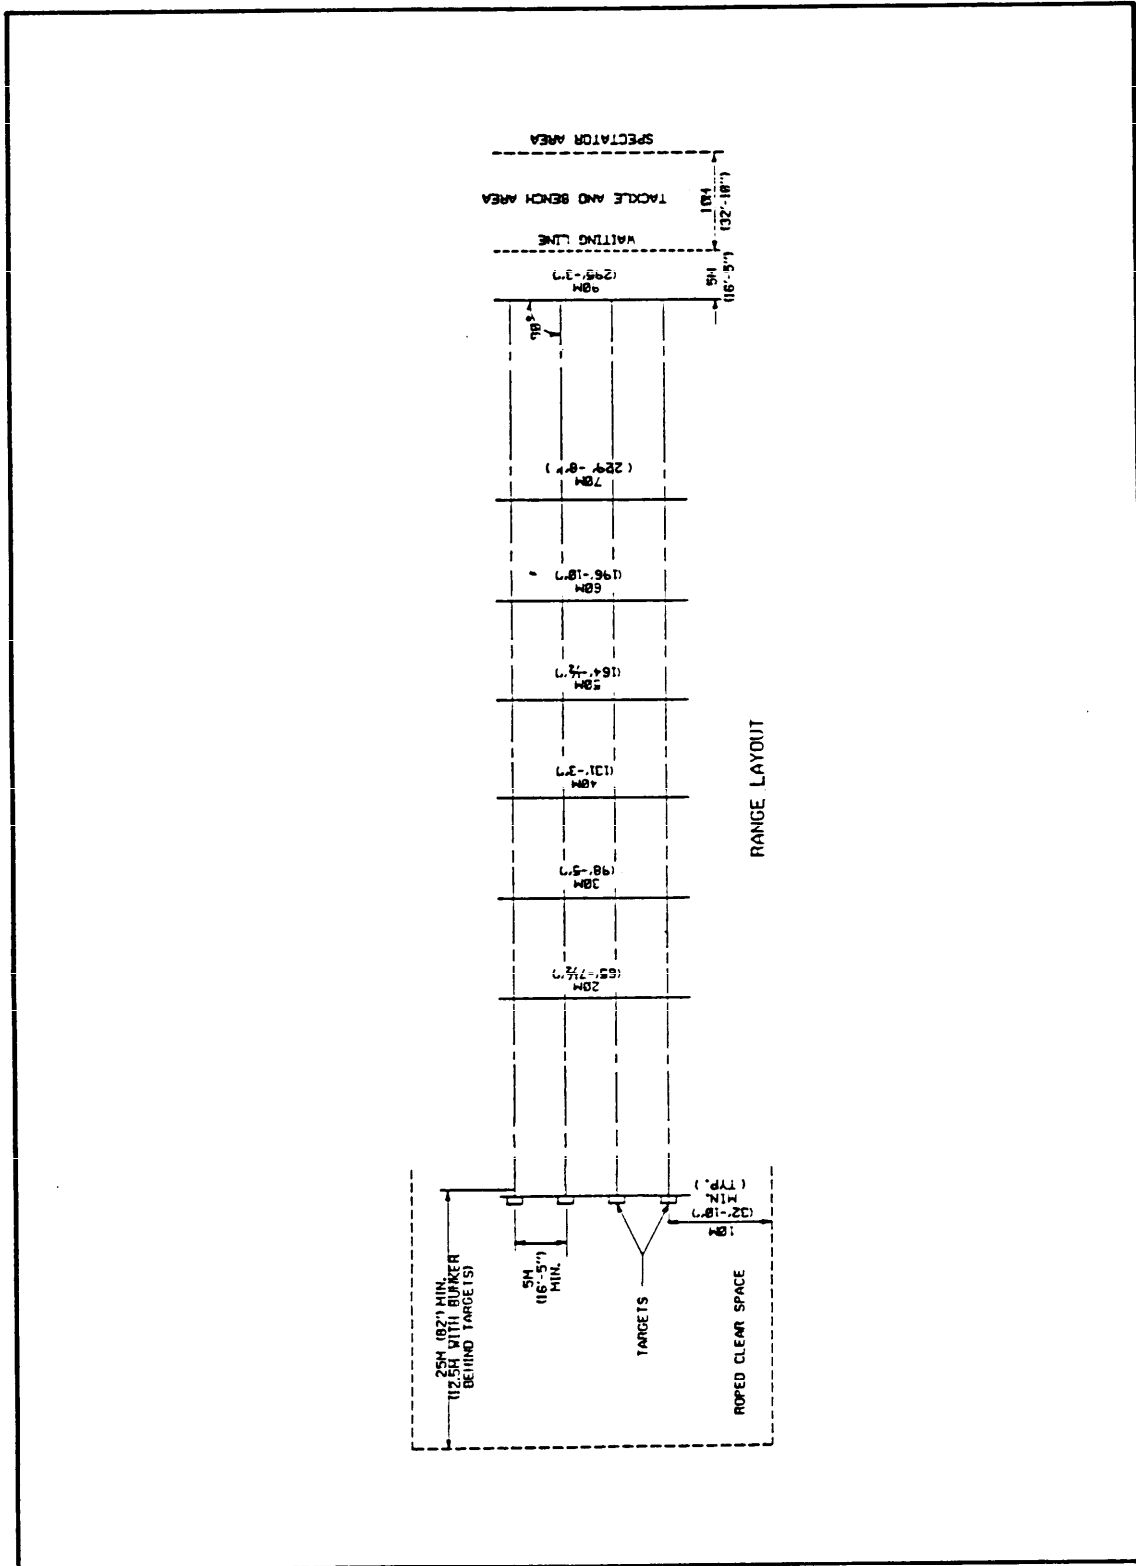 SPECTATOR AREA
TACKLE AND BENCH AREA
10M
(32'-10")
WAITING LINE
5M
(16'-5")
90M
(295'-3")
90°
70M
(229'-8")
60M
(196'-10")
50M
(164'-½")
40M
(131'-3")
30M
(98'-5")
20M
(65'-7½")
RANGE LAYOUT
25M (82') MIN.
(12.5M WITH BUNKER
BEHIND TARGETS)
5M
(16'-5")
MIN.
TARGETS
10M
(32'-10")
MIN.
(TYP.)
ROPED CLEAR SPACE